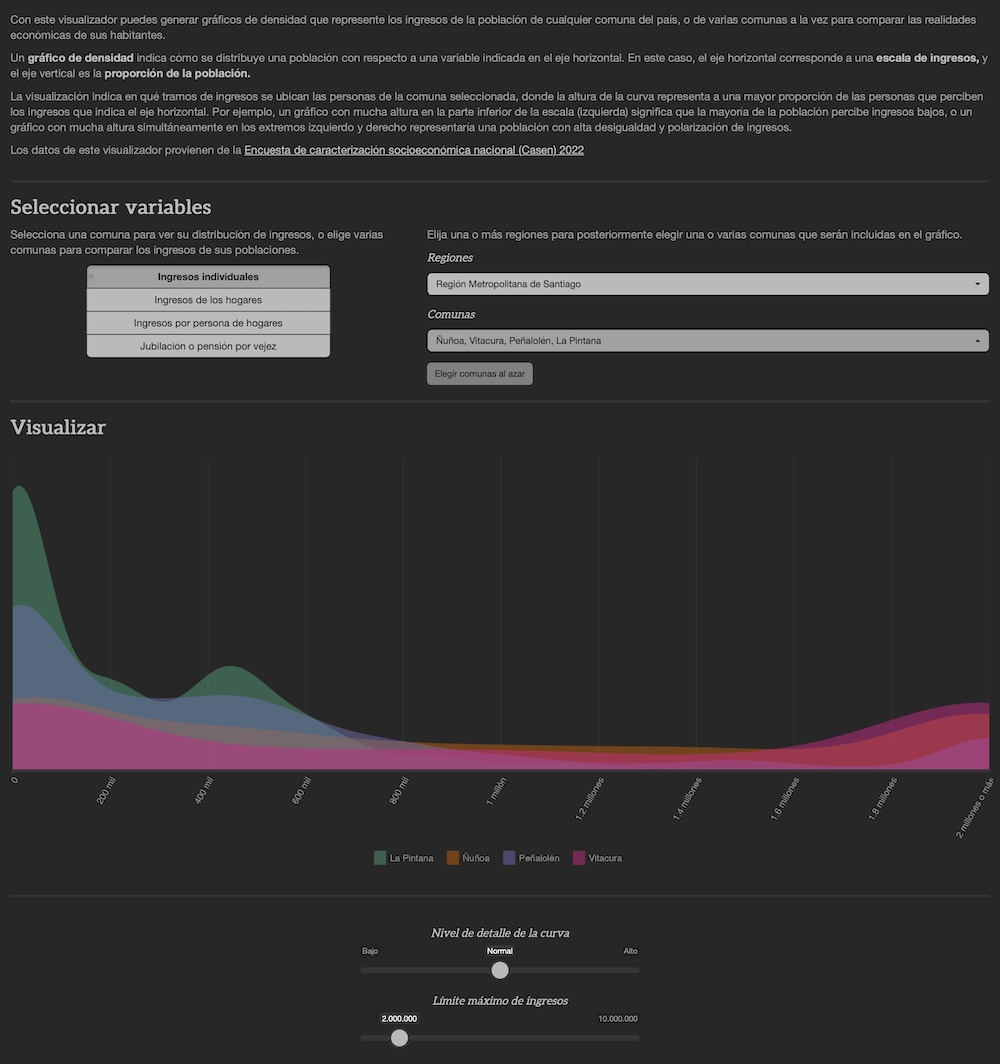 Con este visualizador puedes generar gráficos de densidad que represente los ingresos de la población de cualquier comuna del país, o de varias comunas a la vez para comparar las realidades
económicas de sus habitantes.
Un gráfico de densidad indica cómo se distribuye una población con respecto a una variable indicada en el eje horizontal. En este caso, el eje horizontal corresponde a una escala de ingresos, y
el eje vertical es la proporción de la población.
La visualización indica en qué tramos de ingresos se ubican las personas de la comuna seleccionada, donde la altura de la curva representa a una mayor proporción de las personas que perciben
los ingresos que indica el eje horizontal. Por ejemplo, un gráfico con mucha altura en la parte inferior de la escala (izquierda) significa que la mayoría de la población percibe ingresos bajos, o un
gráfico con mucha altura simultáneamente en los extremos izquierdo y derecho representaría una población con alta desigualdad y polarización de ingresos.
Los datos de este visualizador provienen de la Encuesta de caracterización socioeconómica nacional (Casen) 2022
Seleccionar variables
Selecciona una comuna para ver su distribución de ingresos, o elige varias
comunas para comparar los ingresos de sus poblaciones.
Ingresos individuales
Ingresos de los hogares
Ingresos por persona de hogares
Jubilación o pensión por vejez
Elija una o más regiones para posteriormente elegir una o varias comunas que serán incluidas en el gráfico.
Regiones
Región Metropolitana de Santiago
Comunas
Ñuñoa, Vitacura, Peñalolén, La Pintana
Elegir comunas al azar
Visualizar
0
200 mil
400 mil
600 mil
800 mil
1 millón
1.2 millones
1.4 millones
1.6 millones
1.8 millones
2 millones o más
La Pintana
Ñuñoa
Peñalolén
Vitacura
Nivel de detalle de la curva
Bajo
Normal
Alto
Límite máximo de ingresos
2.000.000
10.000.000